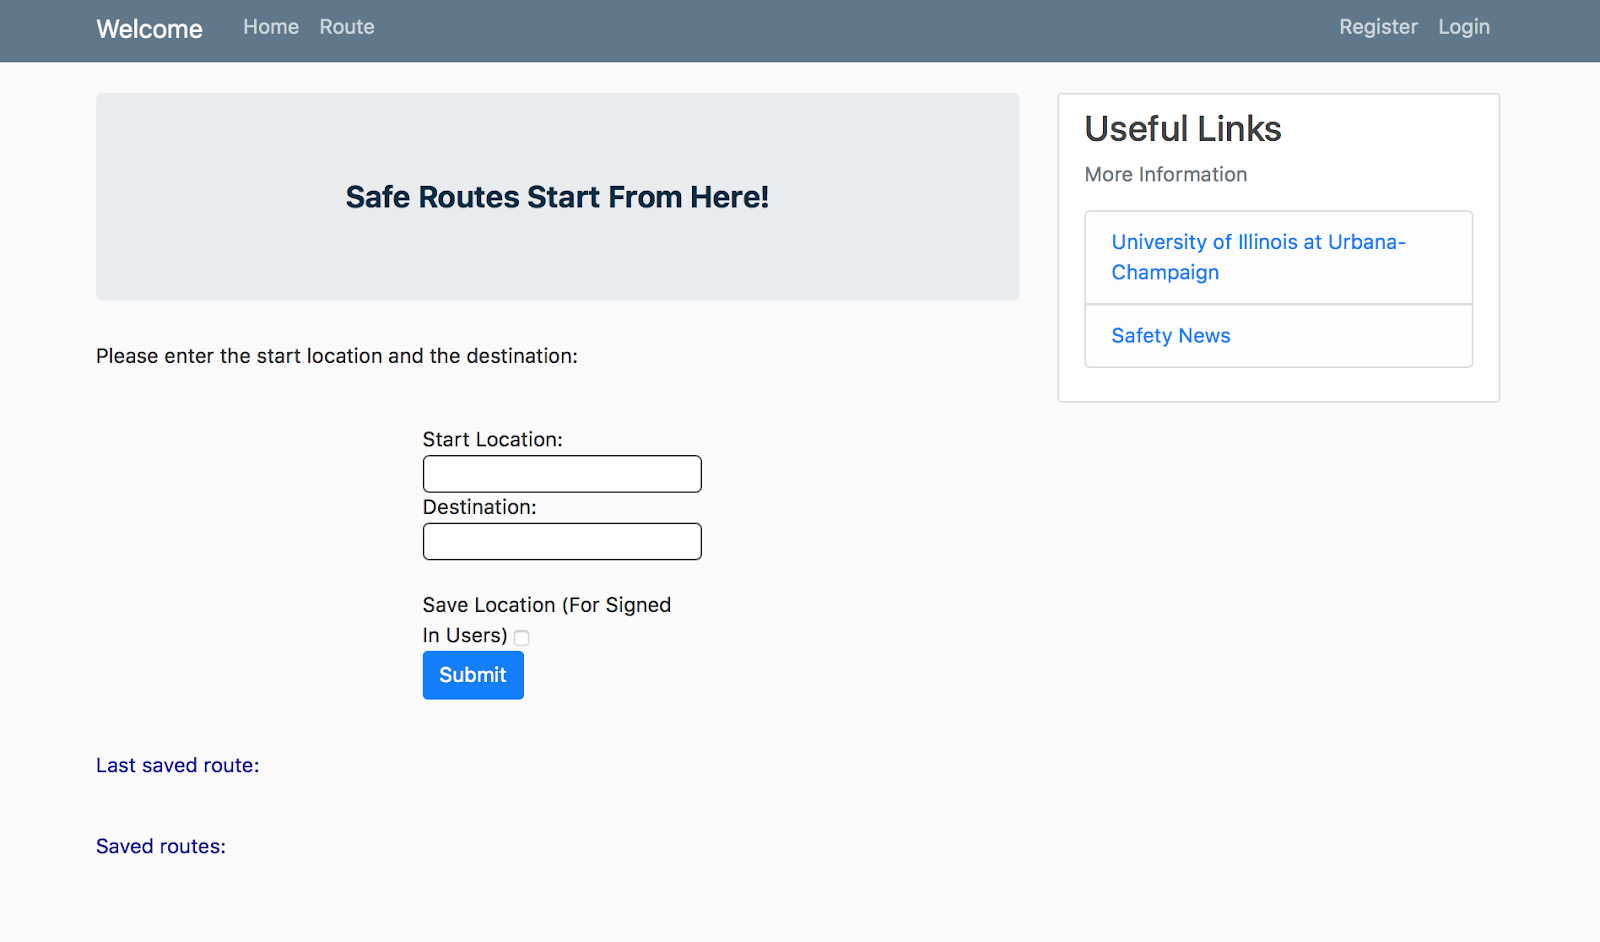 Welcome Home Route Register Login
Safe Routes Start From Here!
Please enter the start location and the destination:
Start Location:
Destination:
Save Location (For Signed
In Users)
Submit
Last saved route:
Saved routes:
Useful Links
More Information
University of Illinois at Urbana-
Champaign
Safety News